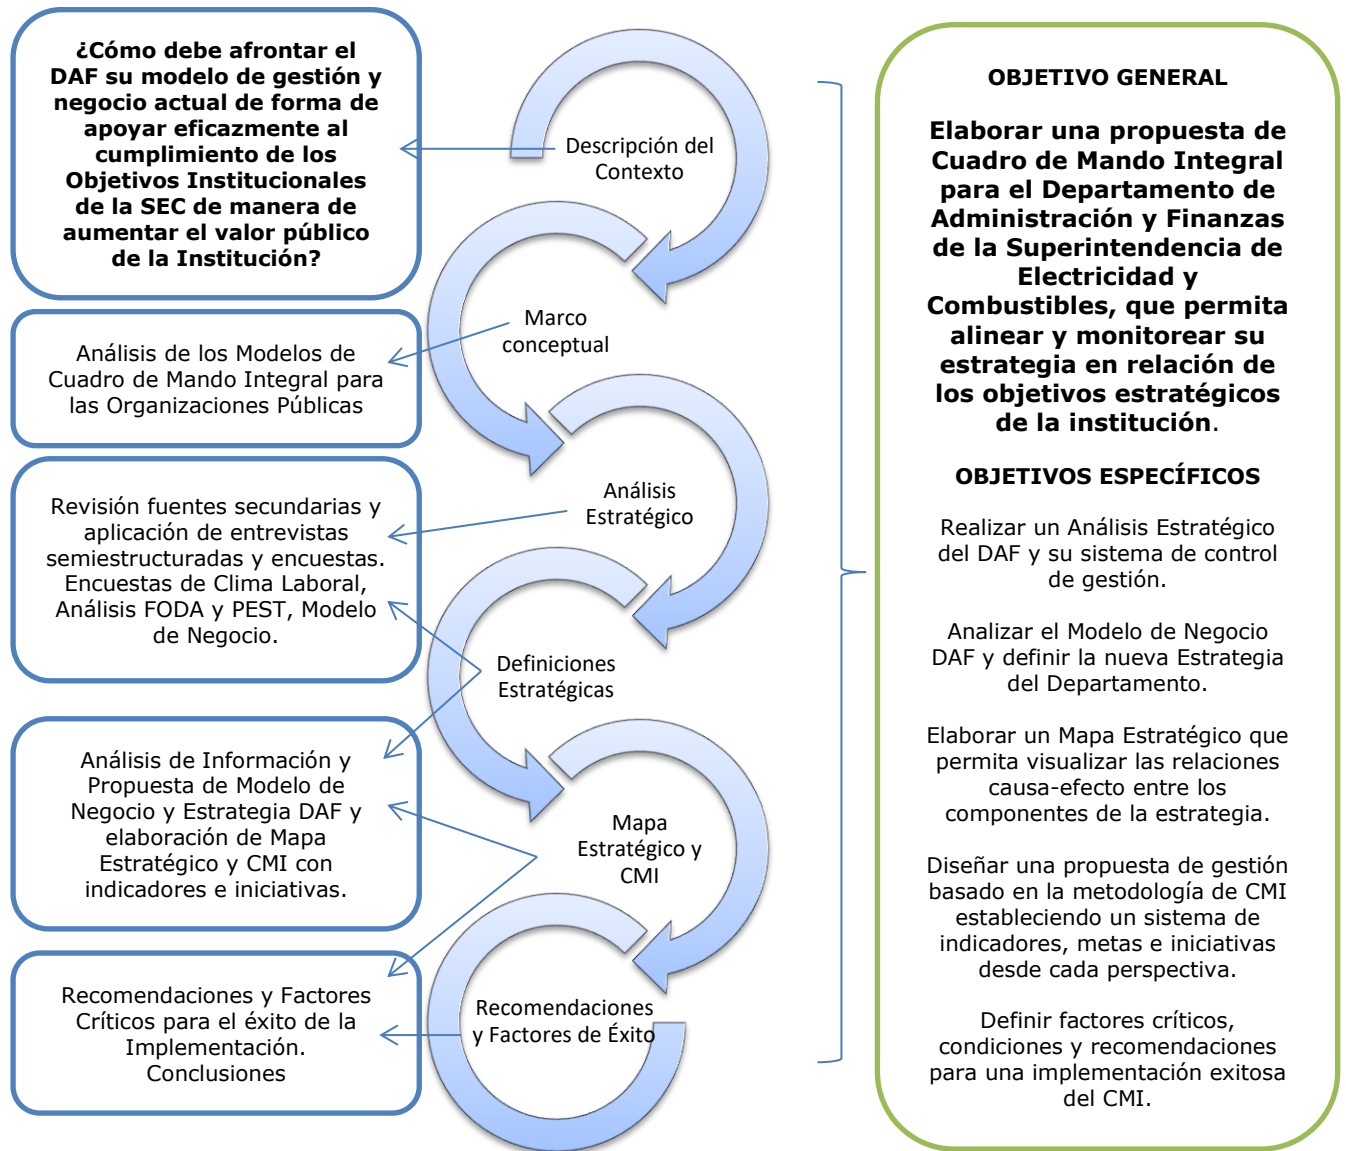 ¿Cómo debe afrontar el
DAF su modelo de gestión y
negocio actual de forma de
apoyar eficazmente al
cumplimiento de los
Objetivos Institucionales
de la SEC de manera de
aumentar el valor público
de la Institución?
Análisis de los Modelos de
Cuadro de Mando Integral para
las Organizaciones Públicas
Revisión fuentes secundarias y
aplicación de entrevistas
semiestructuradas y encuestas.
Encuestas de Clima Laboral,
Análisis FODA y PEST, Modelo
de Negocio.
Análisis de Información y
Propuesta de Modelo de
Negocio y Estrategia DAF y
elaboración de Mapa
Estratégico y CMI con
indicadores e iniciativas.
Recomendaciones y Factores
Críticos para el éxito de la
Implementación.
Conclusiones
Descripción del
Contexto
Marco
conceptual
Análisis
Estratégico
Definiciones
Estratégicas
Mapa
Estratégico y
CMI
Recomendaciones
y Factores de Éxito
OBJETIVO GENERAL
Elaborar una propuesta de
Cuadro de Mando Integral
para el Departamento de
Administración y Finanzas
de la Superintendencia de
Electricidad y
Combustibles, que permita
alinear y monitorear su
estrategia en relación de
los objetivos estratégicos
de la institución.
OBJETIVOS ESPECÍFICOS
Realizar un Análisis Estratégico
del DAF y su sistema de control
de gestión.
Analizar el Modelo de Negocio
DAF y definir la nueva Estrategia
del Departamento.
Elaborar un Mapa Estratégico que
permita visualizar las relaciones
causa-efecto entre los
componentes de la estrategia.
Diseñar una propuesta de gestión
basado en la metodología de CMI
estableciendo un sistema de
indicadores, metas e iniciativas
desde cada perspectiva.
Definir factores críticos,
condiciones y recomendaciones
para una implementación exitosa
del CMI.